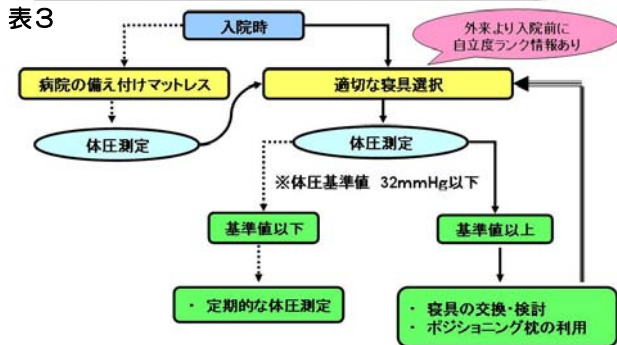 表3
入院時
外来より入院前に
自立度ランク情報あり
病院の備え付けマットレス
適切な寝具選択
体圧測定
体圧測定
※体圧基準値 32mmHg以下
基準値以下
基準値以上
・ 定期的な体圧測定
・ 寝具の交換・検討
・ ポジショニング枕の利用